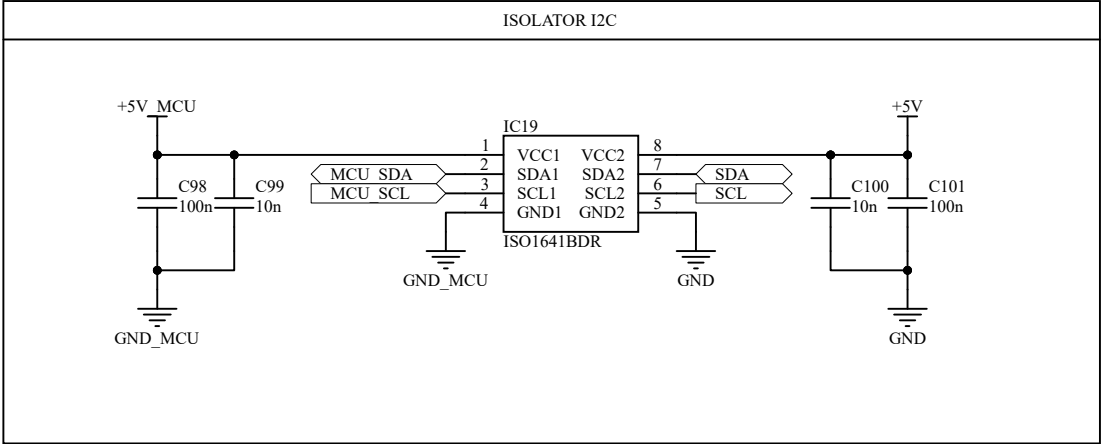 ISOLATOR I2C
+5V_MCU
+5V
IC19
1
VCC1
VCC2
8
2
MCU_SDA
SDA1
SDA2
7
SDA
3
MCU_SCL
SCL1
SCL2
6
SCL
4
GND1
GND2
5
ISO1641BDR
C98
100n
C99
10n
C100
10n
C101
100n
GND_MCU
GND
GND_MCU
GND